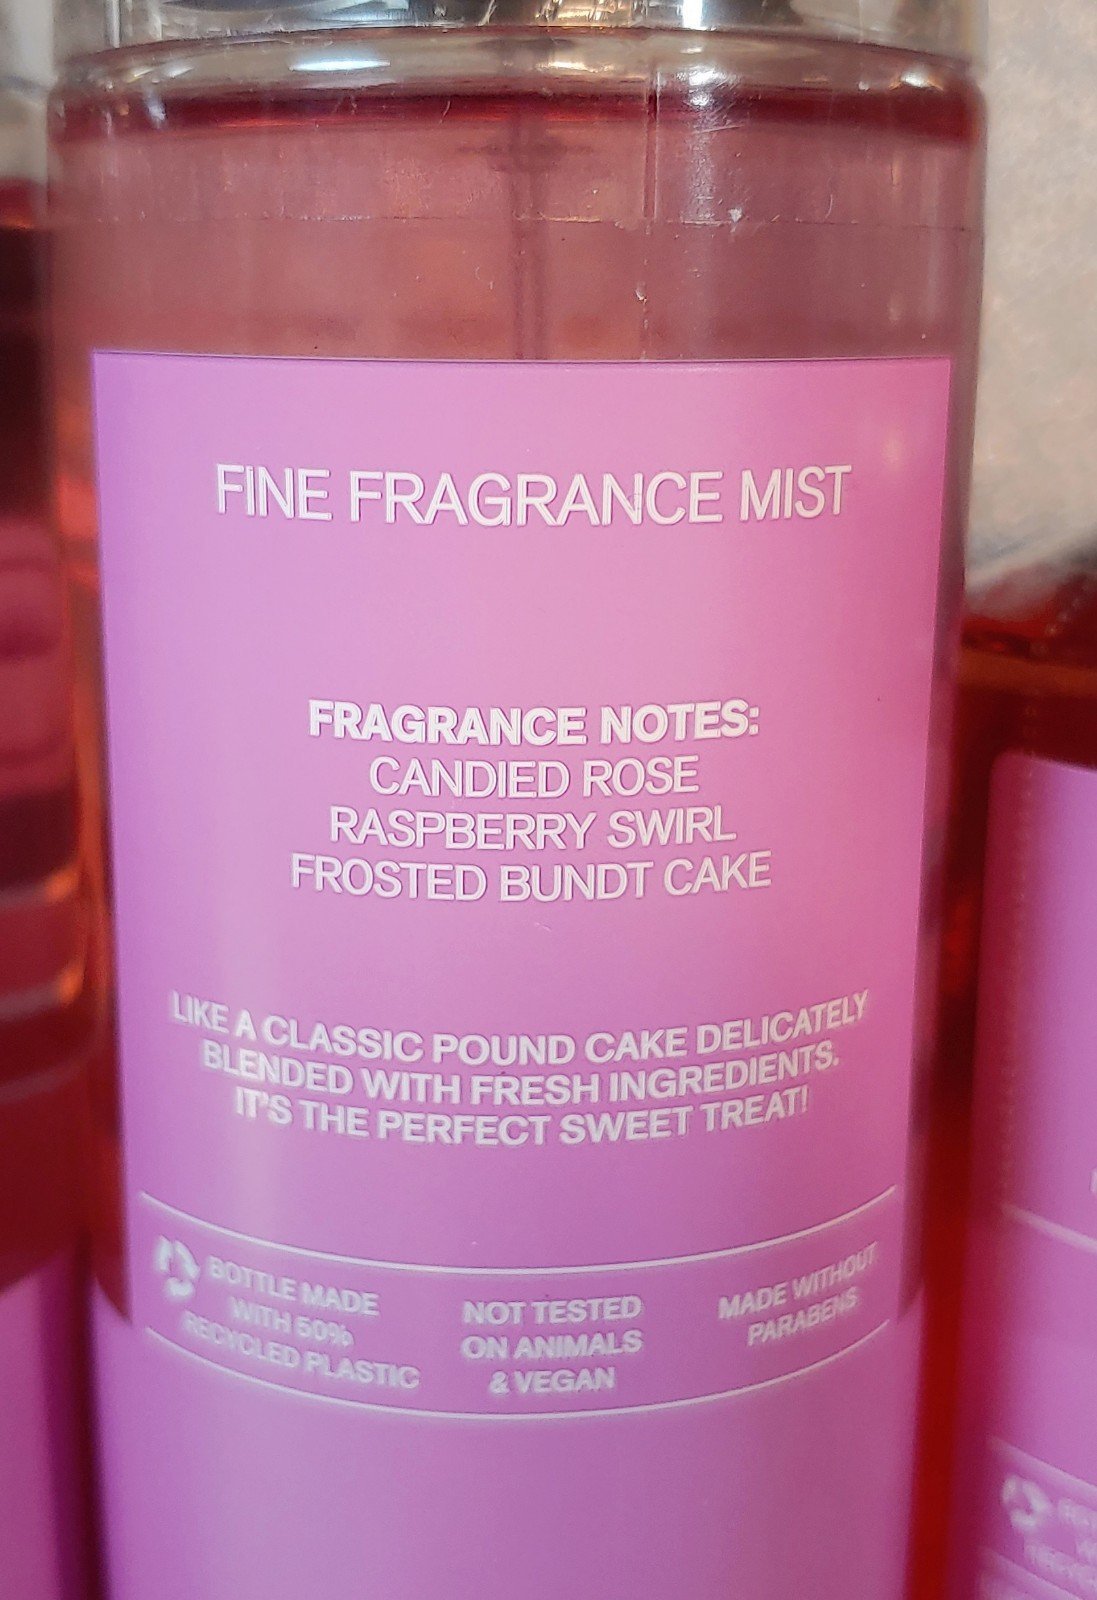 FINE FRAGRANCE MIST
FRAGRANCE NOTES:
CANDIED ROSE
RASPBERRY SWIRL
FROSTED BUNDT CAKE
LIKE A CLASSIC POUND CAKE DELICATELY
BLENDED WITH FRESH INGREDIENTS.
IT'S THE PERFECT SWEET TREAT!
BOTTLE MADE
WITH 50%
RECYCLED PLASTIC
NOT TESTED
ON ANIMALS
& VEGAN
MADE WITHOUT
PARABENS